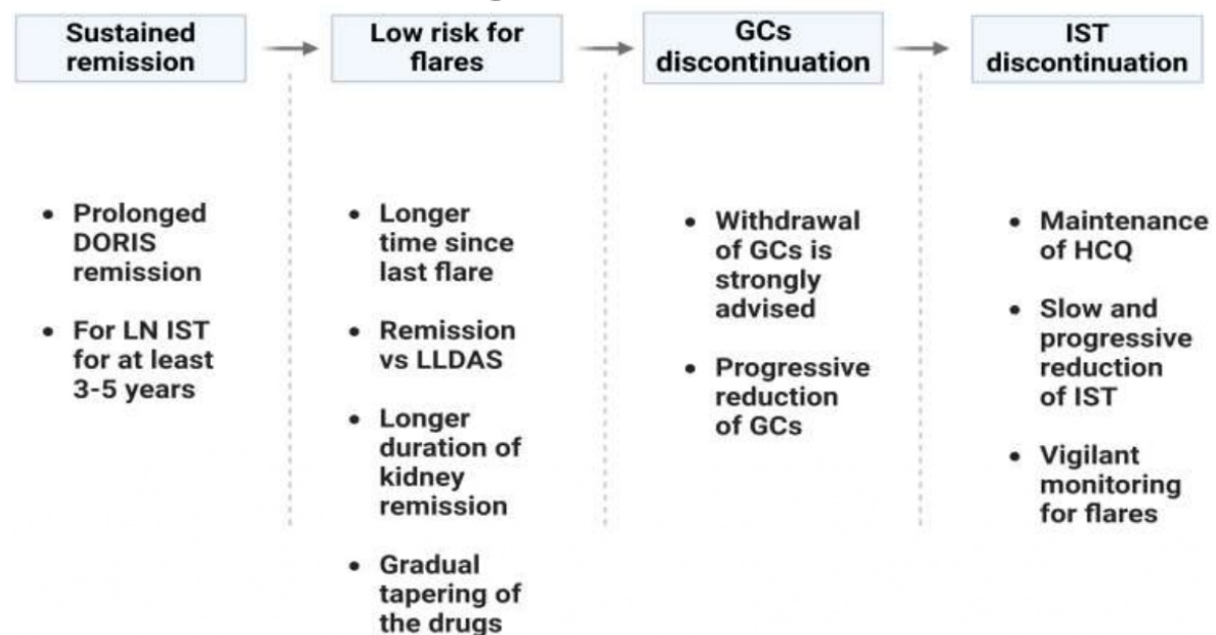 Sustained
remission
Low risk for
flares
GCs
discontinuation
IST
discontinuation
• Prolonged
DORIS
remission
• For LN IST
for at least
3-5 years
• Longer
time since
last flare
• Remission
vs LLDAS
• Longer
duration of
kidney
remission
• Gradual
tapering of
the drugs
• Withdrawal
of GCs is
strongly
advised
• Progressive
reduction
of GCs
• Maintenance
of HCQ
• Slow and
progressive
reduction
of IST
• Vigilant
monitoring
for flares